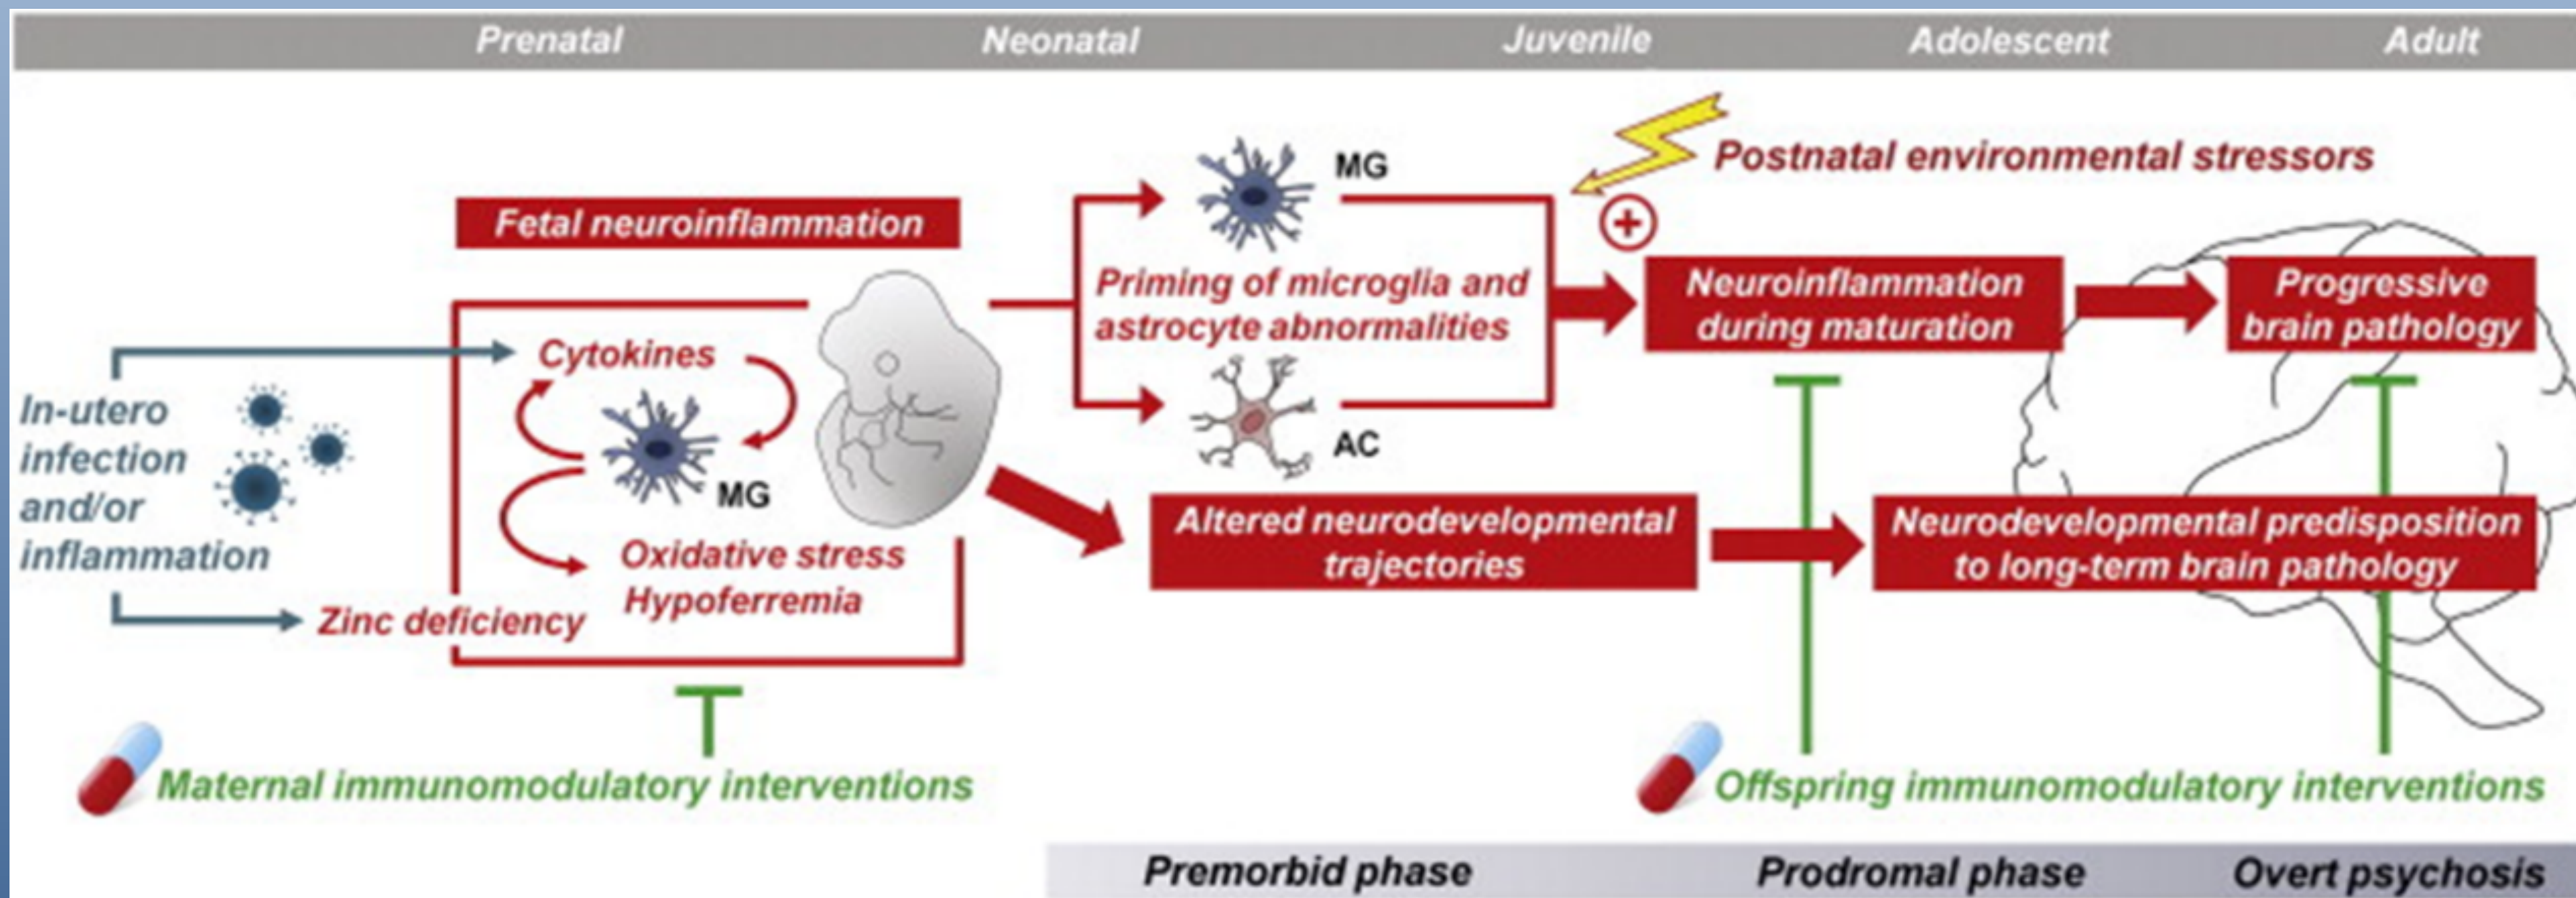 Prenatal Neonatal Juvenile Adolescent Adult
Postnatal environmental stressors
MG
Fetal neuroinflammation
+
Priming of microglia and
astrocyte abnormalities
Neuroinflammation
during maturation
Progressive
brain pathology
Cytokines
In-utero
infection
and/or
inflammation
MG
AC
Altered neurodevelopmental
trajectories
Neurodevelopmental predisposition
to long-term brain pathology
Oxidative stress
Hypoferremia
Zinc deficiency
Maternal immunomodulatory interventions
Offspring immunomodulatory interventions
Premorbid phase Prodromal phase Overt psychosis